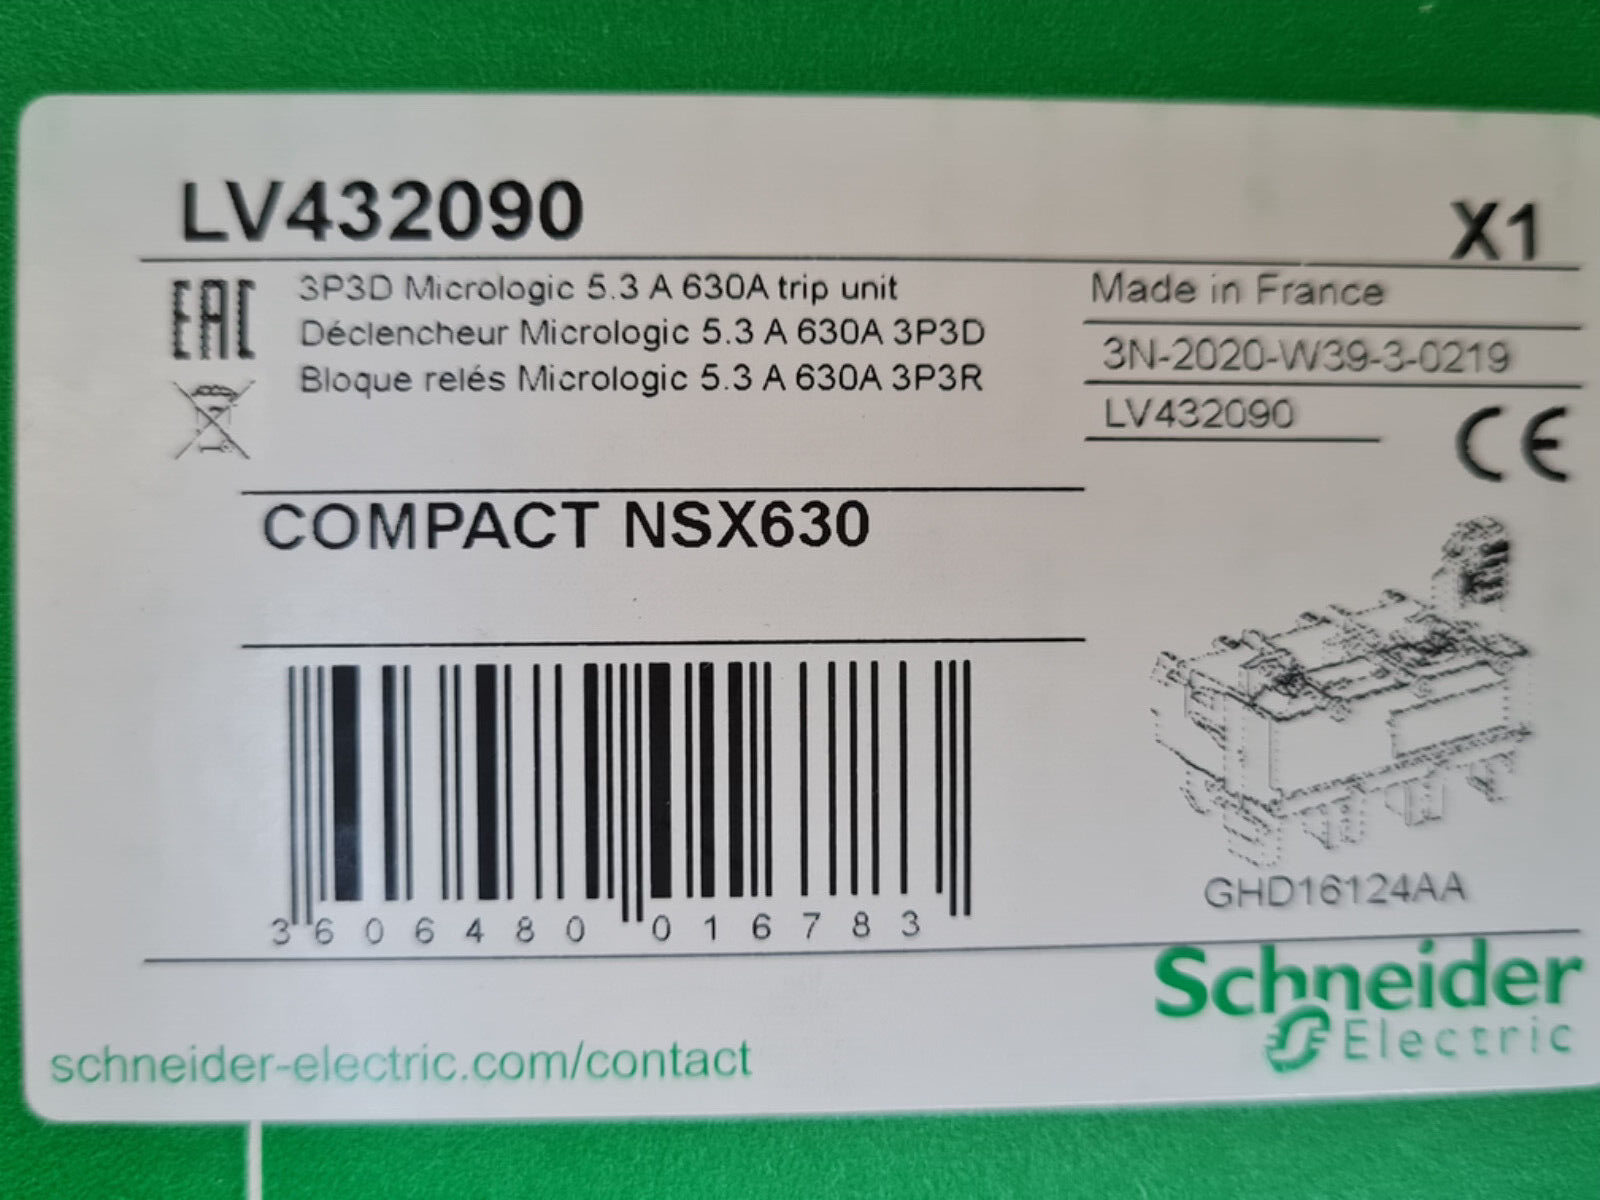 LV432090
X1
3P3D Micrologic 5.3 A 630A trip unit
Déclencheur Micrologic 5.3 A 630A 3P3D
Bloque relés Micrologic 5.3 A 630A 3P3R
Made in France
3N-2020-W39-3-0219
LV432090
EAC
CE
COMPACT NSX630
3 606480 016783
GHD16124AA
Schneider
Electric
schneider-electric.com/contact